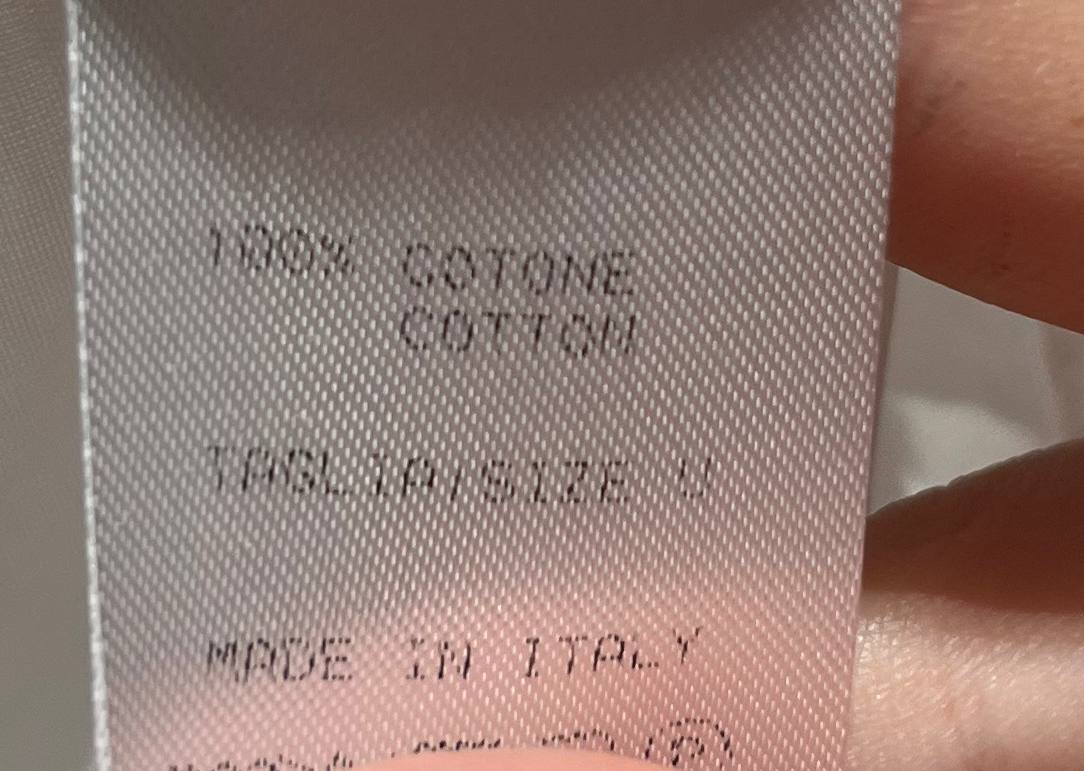 100% COTONE
COTTON
TAGLIA/SIZE U
MADE IN ITALY